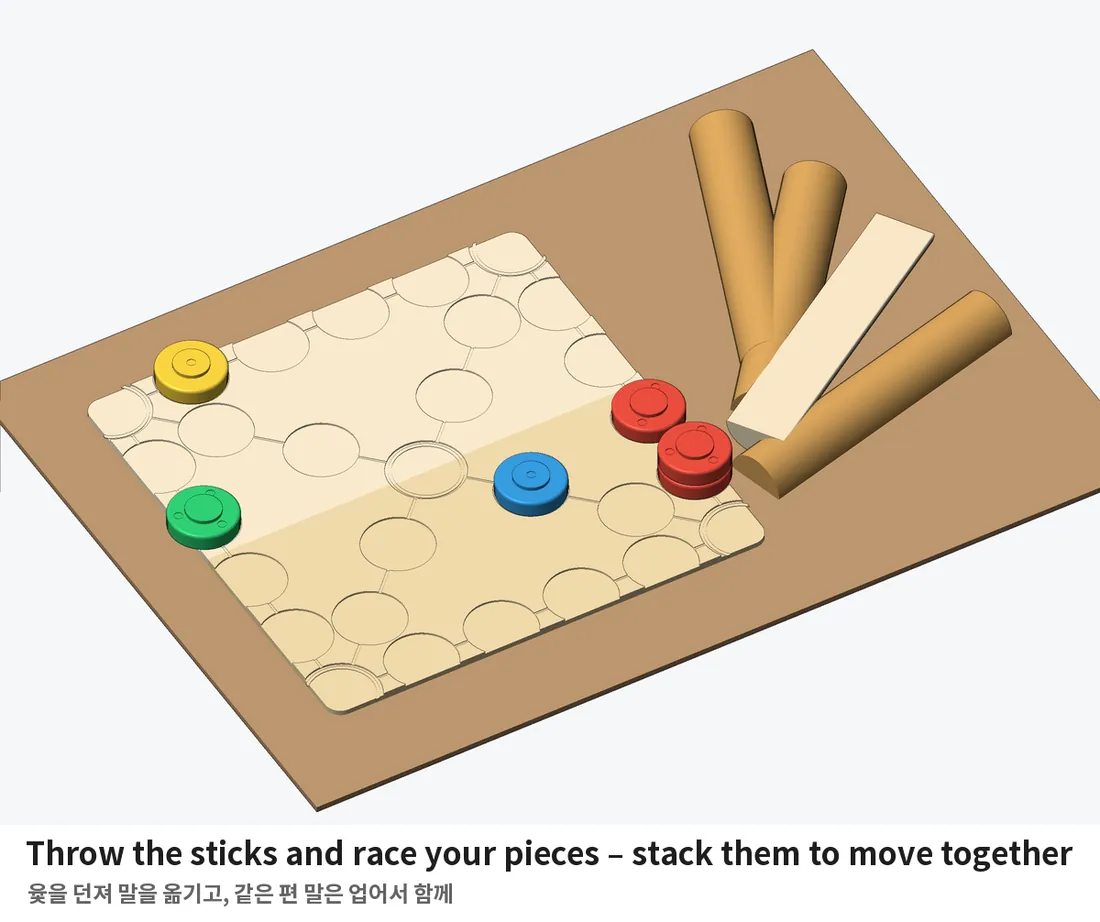 Throw the sticks and race your pieces – stack them to move together
윷을 던져 말을 옮기고, 같은 편 말은 업어서 함께